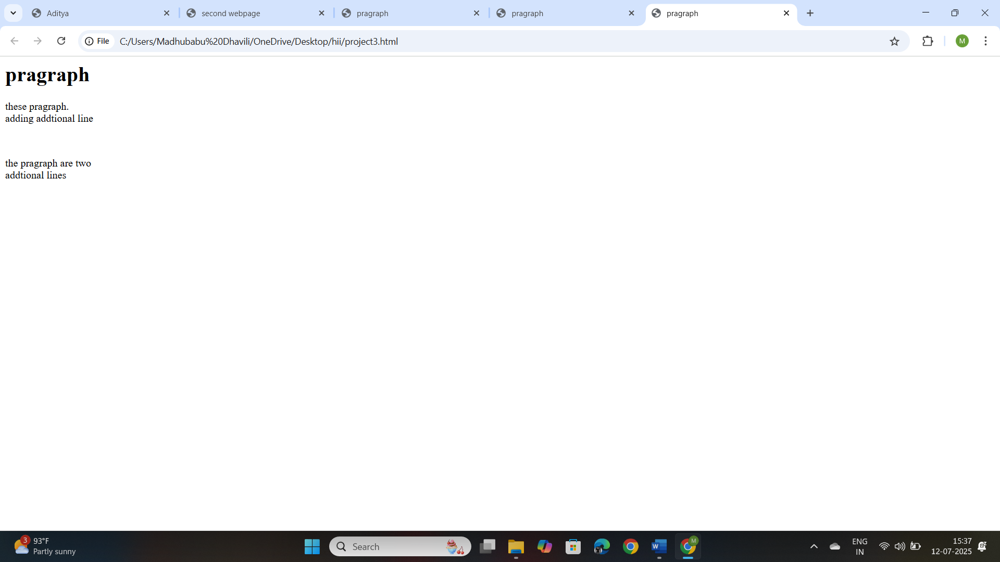 Aditya
second webpage
pragraph
pragraph
pragraph
File
C:/Users/Madhubabu%20Dhavili/OneDrive/Desktop/hii/project3.html
M
pragraph
these pragraph.
adding addtional line
the pragraph are two
addtional lines
3
93°F
Partly sunny
Search
W
M
ENG
IN
15:37
12-07-2025